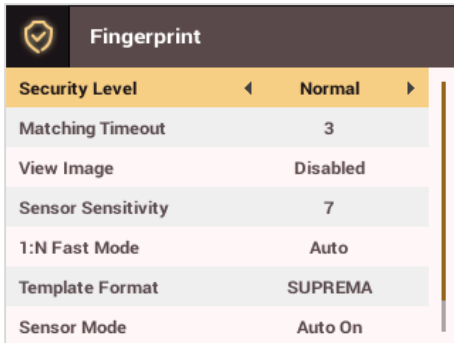 Fingerprint
Security Level Normal
Matching Timeout 3
View Image Disabled
Sensor Sensitivity 7
1:N Fast Mode Auto
Template Format SUPREMA
Sensor Mode Auto On